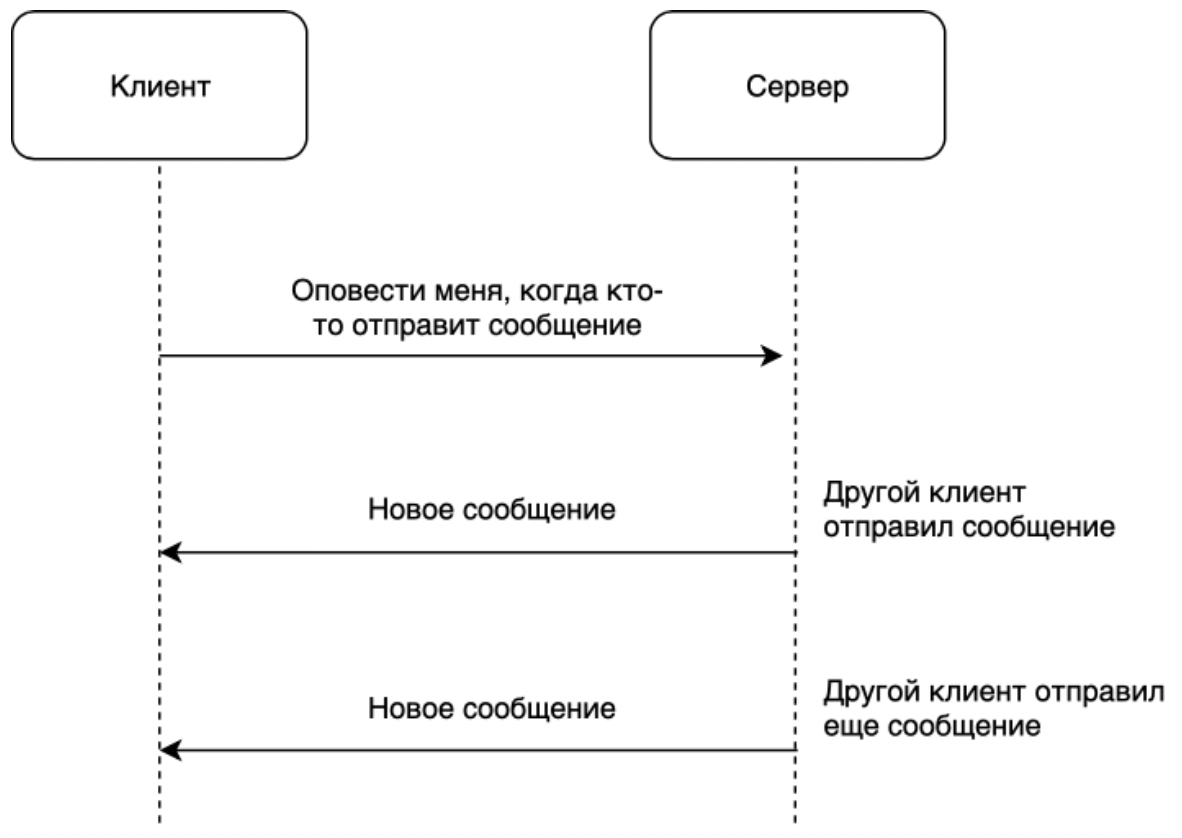 Клиент
Сервер
Оповести меня, когда кто-
то отправит сообщение
Новое сообщение
Другой клиент
отправил сообщение
Новое сообщение
Другой клиент отправил
еще сообщение